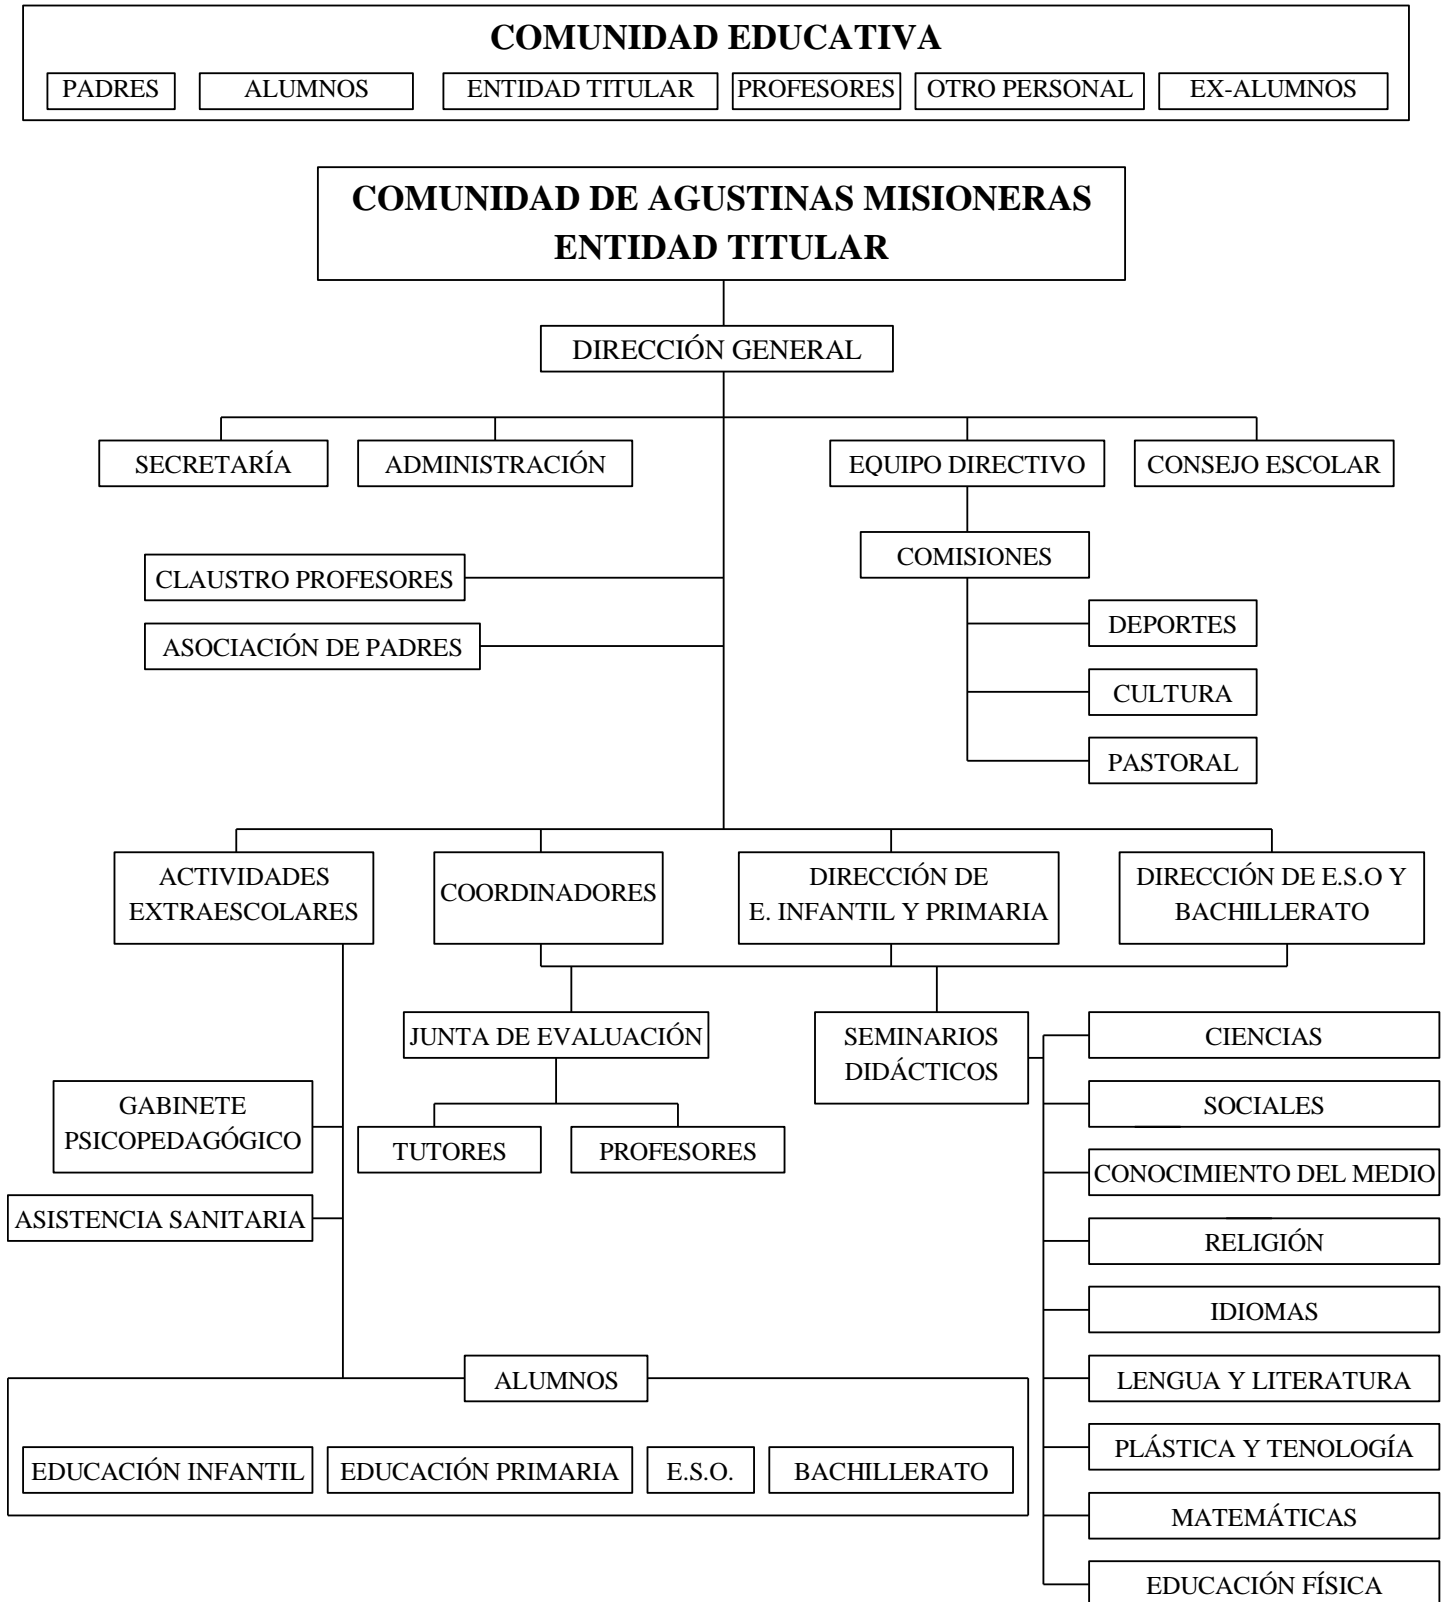 COMUNIDAD EDUCATIVA
PADRES
ALUMNOS
ENTIDAD TITULAR
PROFESORES
OTRO PERSONAL
EX-ALUMNOS
COMUNIDAD DE AGUSTINAS MISIONERAS
ENTIDAD TITULAR
DIRECCIÓN GENERAL
SECRETARÍA
ADMINISTRACIÓN
EQUIPO DIRECTIVO
CONSEJO ESCOLAR
COMISIONES
CLAUSTRO PROFESORES
DEPORTES
ASOCIACIÓN DE PADRES
CULTURA
PASTORAL
ACTIVIDADES
EXTRAESCOLARES
COORDINADORES
DIRECCIÓN DE
E. INFANTIL Y PRIMARIA
DIRECCIÓN DE E.S.O Y
BACHILLERATO
JUNTA DE EVALUACIÓN
SEMINARIOS
DIDÁCTICOS
CIENCIAS
GABINETE
PSICOPEDAGÓGICO
SOCIALES
TUTORES
PROFESORES
CONOCIMIENTO DEL MEDIO
ASISTENCIA SANITARIA
RELIGIÓN
IDIOMAS
ALUMNOS
LENGUA Y LITERATURA
EDUCACIÓN INFANTIL
EDUCACIÓN PRIMARIA
E.S.O.
BACHILLERATO
PLÁSTICA Y TENOLOGÍA
MATEMÁTICAS
EDUCACIÓN FÍSICA